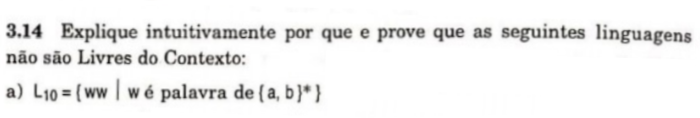 3.14 Explique intuitivamente por que e prove que as seguintes linguagens
não são Livres do Contexto:
a) L₁₀ = { ww | w é palavra de { a, b }* }